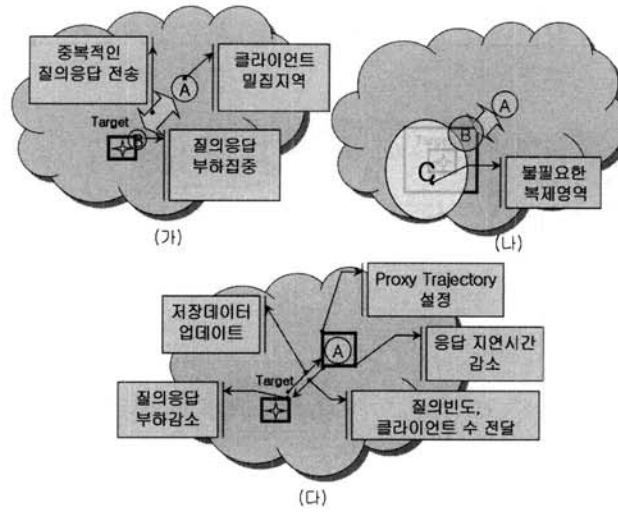 중복적인
질의응답 전송
A
클라이언트
밀집지역
Target
B
질의응답
부하집중
(가)
A
B
C
불필요한
복제영역
(나)
Proxy Trajectory
설정
저장데이터
업데이트
A
응답 지연시간
감소
Target
질의응답
부하감소
질의빈도,
클라이언트 수 전달
(다)